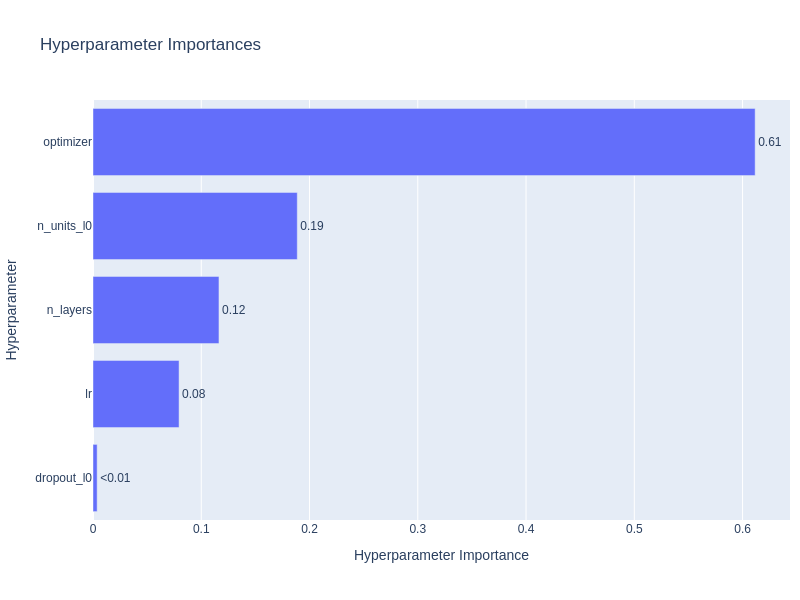 Hyperparameter Importances
Hyperparameter
optimizer 0.61
n_units_l0 0.19
n_layers 0.12
lr 0.08
dropout_l0 <0.01
0 0.1 0.2 0.3 0.4 0.5 0.6
Hyperparameter Importance